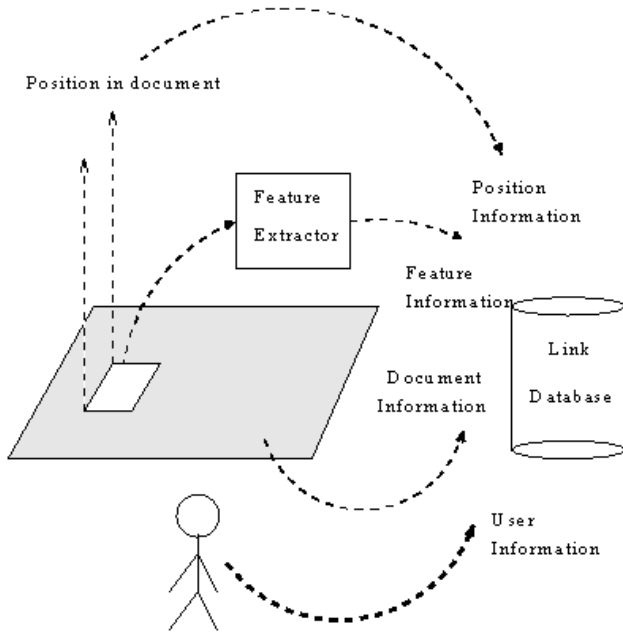 Position in document
Feature
Extractor
Position
Information
Feature
Information
Link
Database
Document
Information
User
Information